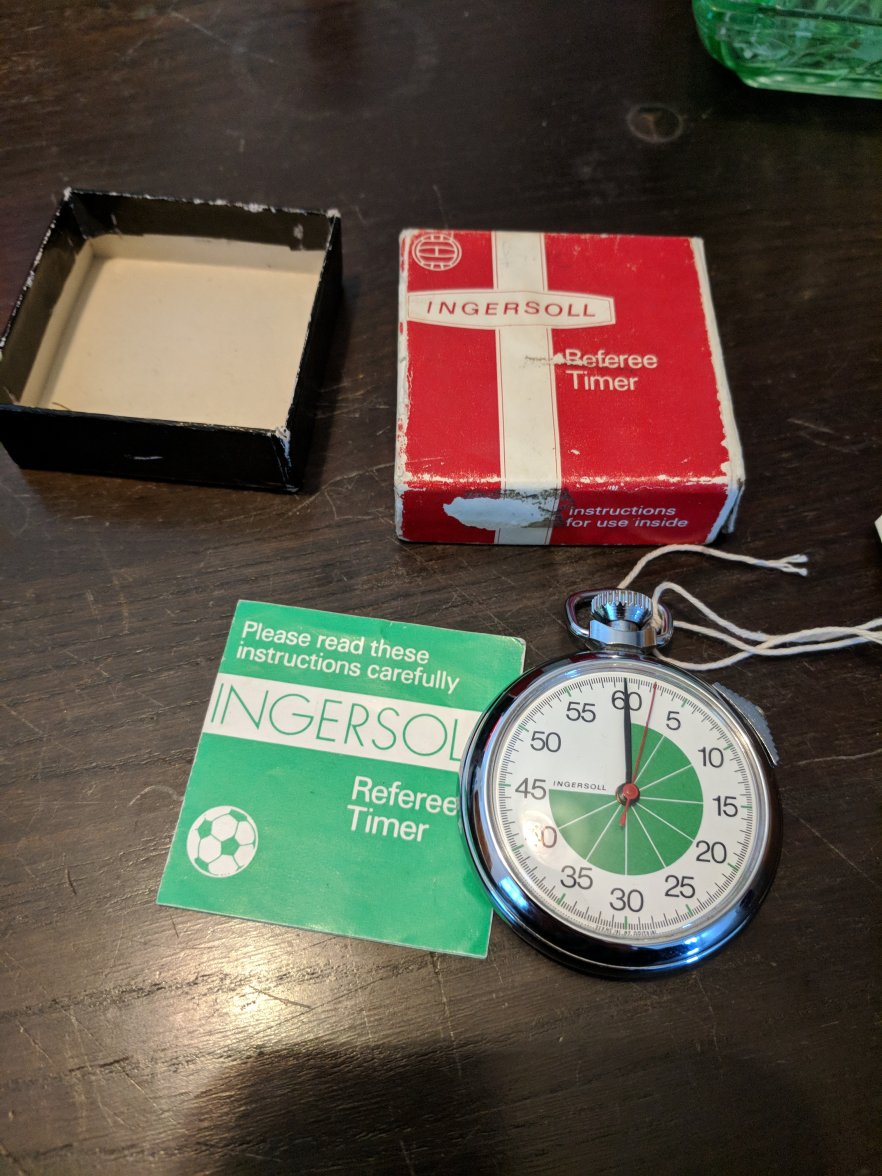 INGERSOLL
Referee
Timer
instructions
for use inside
Please read these
instructions carefully
INGERSOL
Referee
Timer
60
5
10
15
20
25
30
35
45
50
55
INGERSOLL